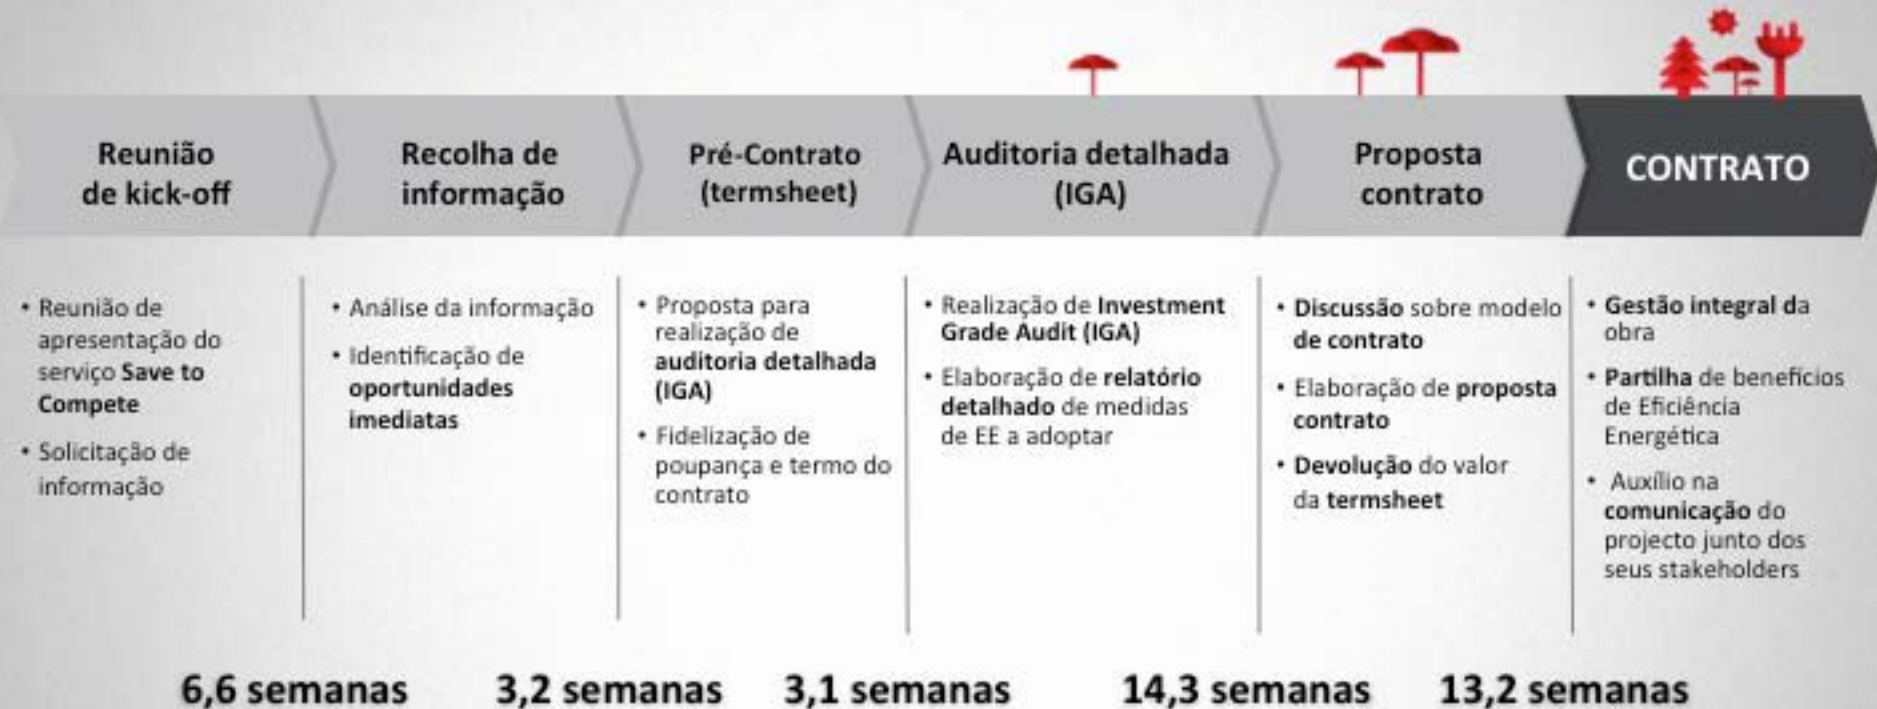 Reunião
de kick-off
Recolha de
informação
Pré-Contrato
(termsheet)
Auditoria detalhada
(IGA)
Proposta
contrato
CONTRATO
• Reunião de
apresentação do
serviço Save to
Compete
• Solicitação de
informação
• Análise da informação
• Identificação de
oportunidades
imediatas
• Proposta para
realização de
auditoria detalhada
(IGA)
• Fidelização de
poupança e termo do
contrato
• Realização de Investment
Grade Audit (IGA)
• Elaboração de relatório
detalhado de medidas
de EE a adoptar
• Discussão sobre modelo
de contrato
• Elaboração de proposta
contrato
• Devolução do valor
da termsheet
• Gestão integral da
obra
• Partilha de benefícios
de Eficiência
Energética
• Auxílio na
comunicação do
projecto junto dos
seus stakeholders
6,6 semanas
3,2 semanas
3,1 semanas
14,3 semanas
13,2 semanas